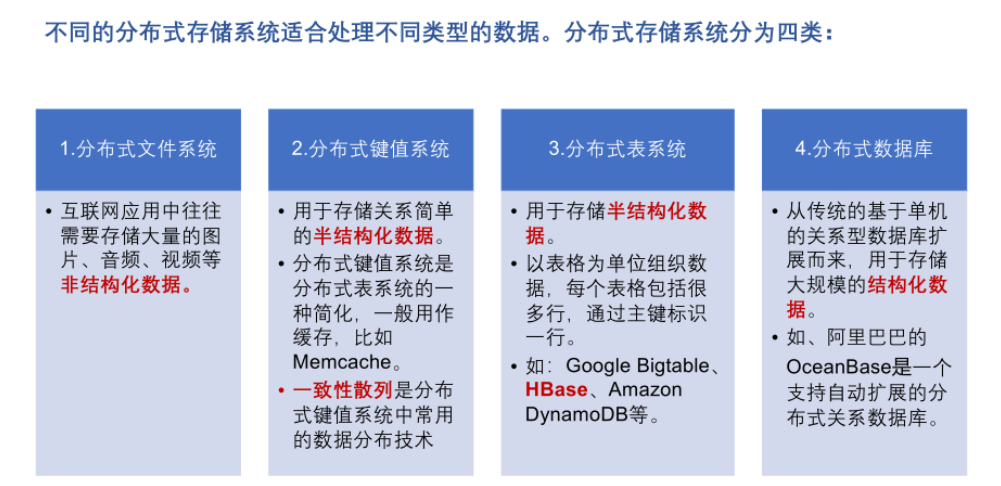 不同的分布式存储系统适合处理不同类型的数据。分布式存储系统分为四类：
1.分布式文件系统
• 互联网应用中往往
需要存储大量的图
片、音频、视频等
非结构化数据。
2.分布式键值系统
• 用于存储关系简单
的半结构化数据。
• 分布式键值系统是
分布式表系统的一
种简化，一般用作
缓存，比如
Memcache。
• 一致性散列是分布
式键值系统中常用
的数据分布技术
3.分布式表系统
• 用于存储半结构化数
据。
• 以表格为单位组织数
据，每个表格包括很
多行，通过主键标识
一行。
• 如：Google Bigtable、
HBase、Amazon
DynamoDB等。
4.分布式数据库
• 从传统的基于单机
的关系型数据库扩
展而来，用于存储
大规模的结构化数
据。
• 如、阿里巴巴的
OceanBase是一个
支持自动扩展的分
布式关系数据库。